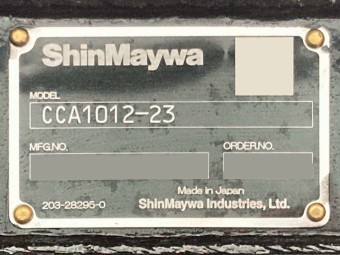 ShinMaywa
MODEL
CCA1012-23
MFG.NO. ORDER.NO.
Made in Japan
203-28295-0 ShinMaywa Industries, Ltd.